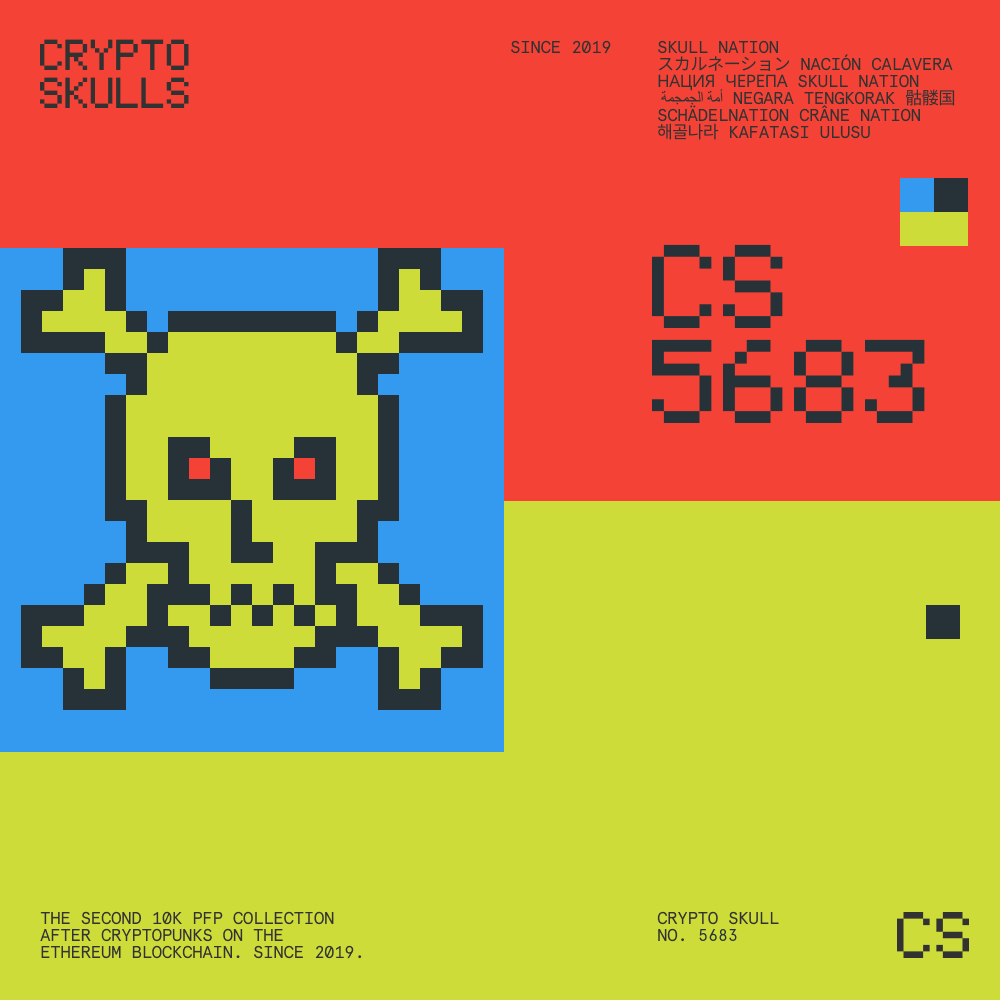 CRYPTO
SKULLS
SINCE 2019
SKULL NATION
スカルネーション NACIÓN CALAVERA
НАЦИЯ ЧЕРЕПА SKULL NATION
أمة الجمجمة NEGARA TENGKORAK 骷髅国
SCHÄDELNATION CRÂNE NATION
해골나라 KAFATASI ULUSU
CS
5683
THE SECOND 10K PFP COLLECTION
AFTER CRYPTOPUNKS ON THE
ETHEREUM BLOCKCHAIN. SINCE 2019.
CRYPTO SKULL
NO. 5683
CS